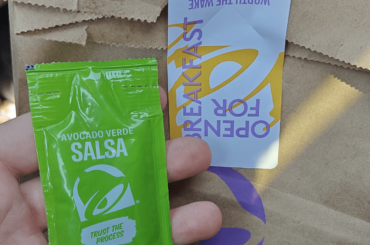 WORTH THE WAKE
BREAKFAST
OPEN
FOR
AVOCADO VERDE
SALSA
TRUST THE
PROCESS